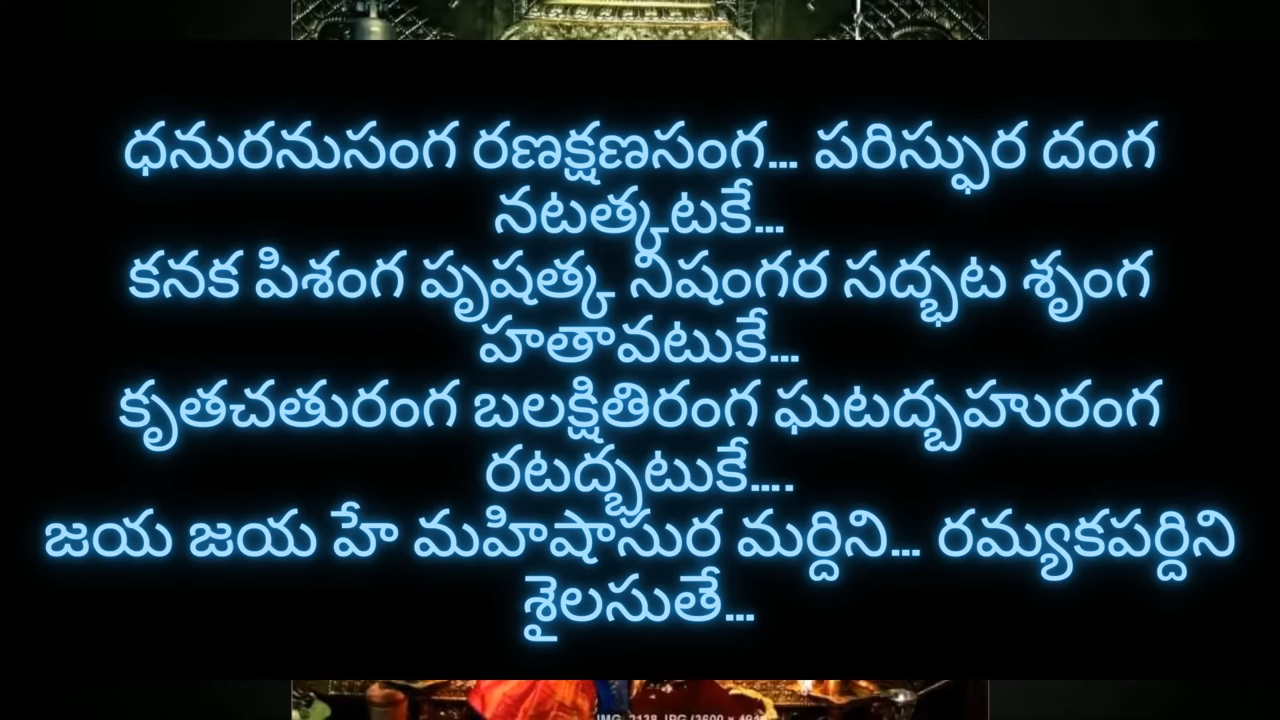 ధనురనుసంగ రణక్షణసంగ... పరిస్ఫుర దంగ
నటత్కటకే...
కనక పిశంగ పృషత్క నిషంగర సద్భట శృంగ
హతావటుకే...
కృతచతురంగ బలక్షితిరంగ ఘటద్బహురంగ
రటద్బటుకే....
జయ జయ హే మహిషాసుర మర్దిని... రమ్యకపర్దిని
శైలసుతే...